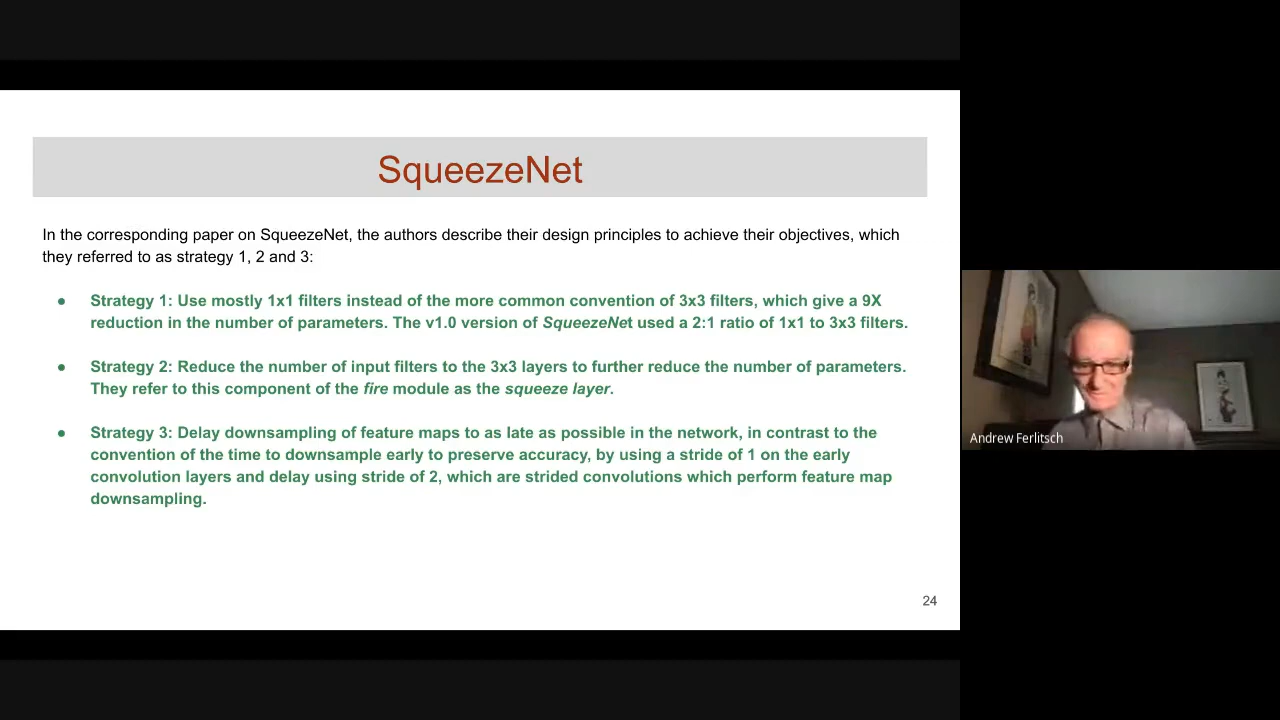 SqueezeNet
In the corresponding paper on SqueezeNet, the authors describe their design principles to achieve their objectives, which
they referred to as strategy 1, 2 and 3:
● Strategy 1: Use mostly 1x1 filters instead of the more common convention of 3x3 filters, which give a 9X
reduction in the number of parameters. The v1.0 version of SqueezeNet used a 2:1 ratio of 1x1 to 3x3 filters.
● Strategy 2: Reduce the number of input filters to the 3x3 layers to further reduce the number of parameters.
They refer to this component of the fire module as the squeeze layer.
● Strategy 3: Delay downsampling of feature maps to as late as possible in the network, in contrast to the
convention of the time to downsample early to preserve accuracy, by using a stride of 1 on the early
convolution layers and delay using stride of 2, which are strided convolutions which perform feature map
downsampling.
24
Andrew Ferlitsch